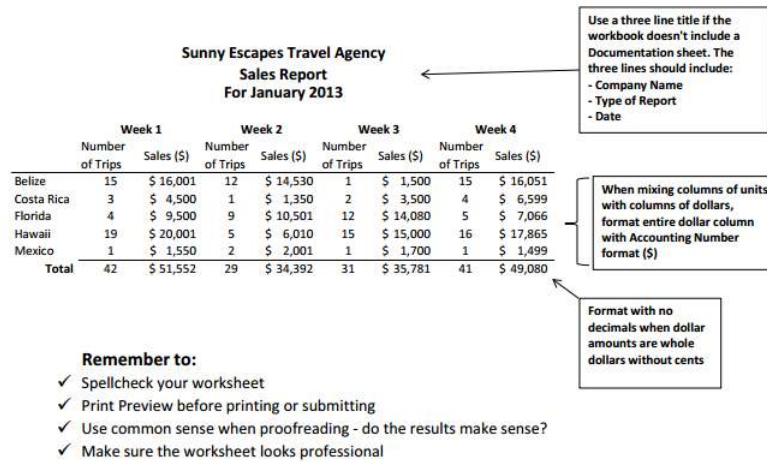 Sunny Escapes Travel Agency
Sales Report
For January 2013
Use a three line title if the
workbook doesn't include a
Documentation sheet. The
three lines should include:
- Company Name
- Type of Report
- Date
Week 1 Week 2 Week 3 Week 4
Number of Trips Sales ($) Number of Trips Sales ($) Number of Trips Sales ($) Number of Trips Sales ($)
Belize 15 $ 16,001 12 $ 14,530 1 $ 1,500 15 $ 16,051
Costa Rica 3 $ 4,500 1 $ 1,350 2 $ 3,500 4 $ 6,599
Florida 4 $ 9,500 9 $ 10,501 12 $ 14,080 5 $ 7,066
Hawaii 19 $ 20,001 5 $ 6,010 15 $ 15,000 16 $ 17,865
Mexico 1 $ 1,550 2 $ 2,001 1 $ 1,700 1 $ 1,499
Total 42 $ 51,552 29 $ 34,392 31 $ 35,781 41 $ 49,080
When mixing columns of units
with columns of dollars,
format entire dollar column
with Accounting Number
format ($)
Format with no
decimals when dollar
amounts are whole
dollars without cents
Remember to:
✓ Spellcheck your worksheet
✓ Print Preview before printing or submitting
✓ Use common sense when proofreading - do the results make sense?
✓ Make sure the worksheet looks professional